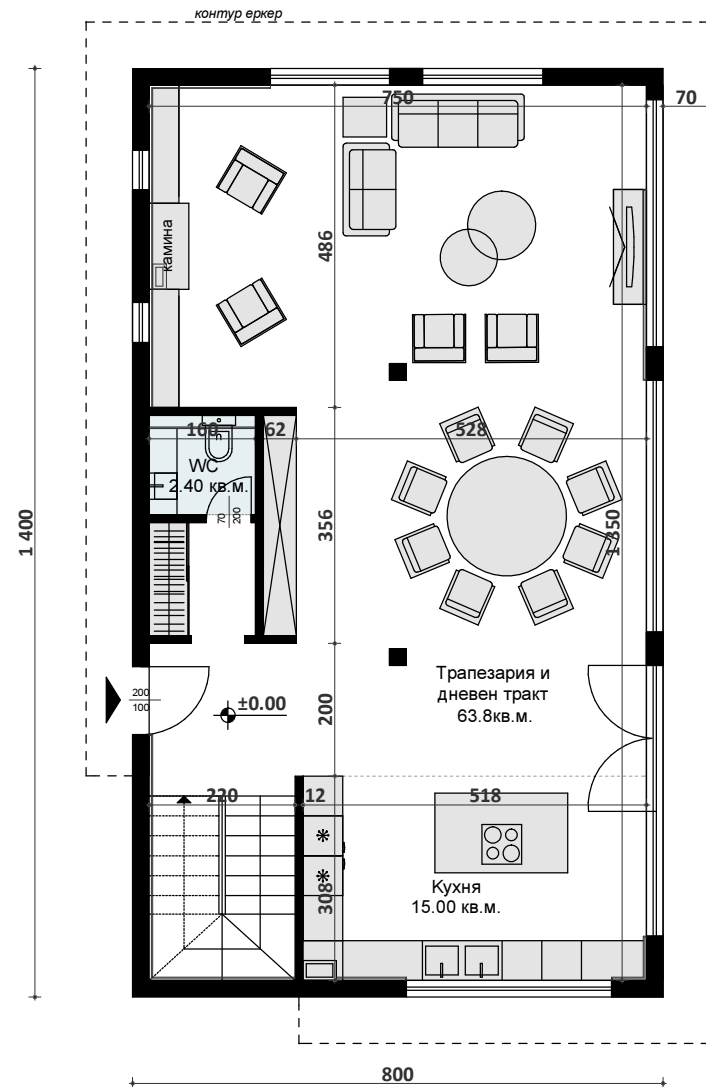 контур еркер
750
70
486
камина
160
62
528
WC
2.40 кв.м.
70
200
356
1 350
1 400
Трапезария и
дневен тракт
63.8кв.м.
200
100
±0.00
200
220
12
518
308
Кухня
15.00 кв.м.
800